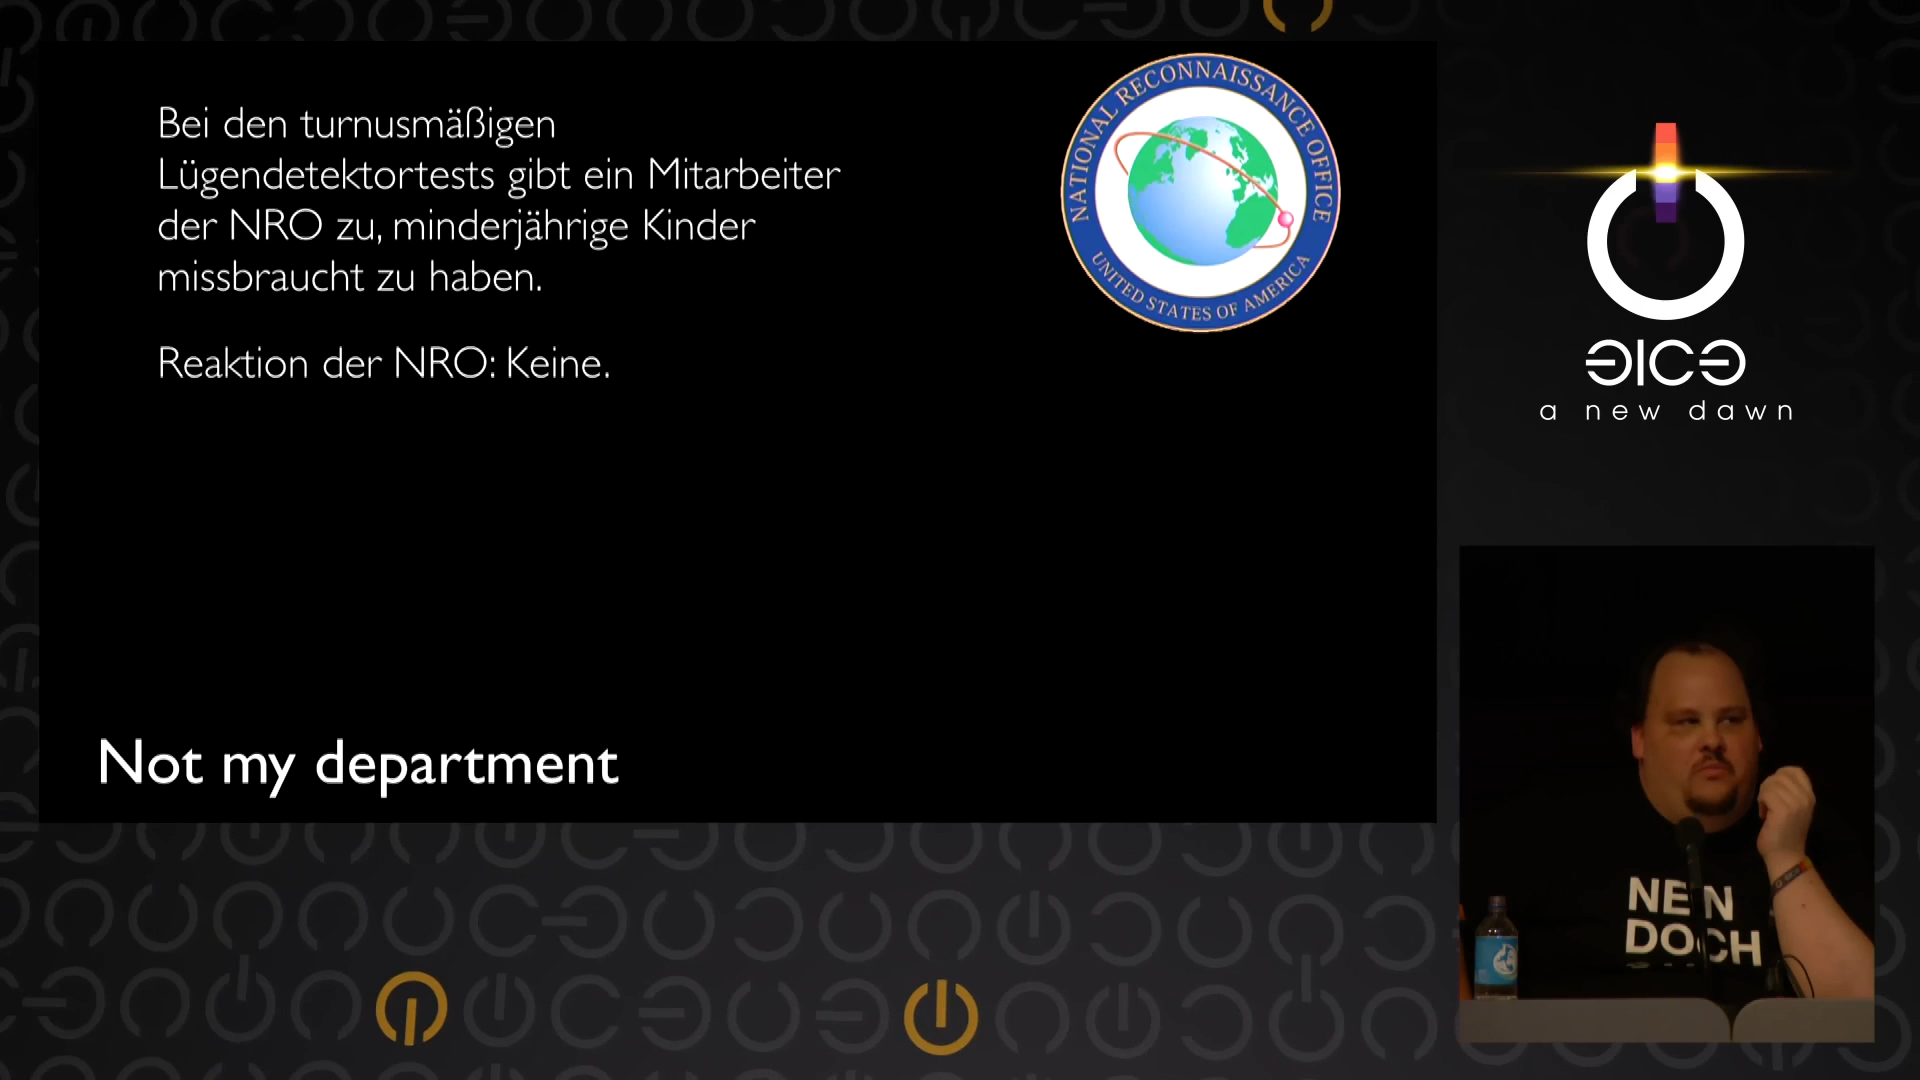 Bei den turnusmäßigen
Lügendetektortests gibt ein Mitarbeiter
der NRO zu, minderjährige Kinder
missbraucht zu haben.
Reaktion der NRO: Keine.
Not my department
NATIONAL RECONNAISSANCE OFFICE
UNITED STATES OF AMERICA
a new dawn
NEIN
DOCH